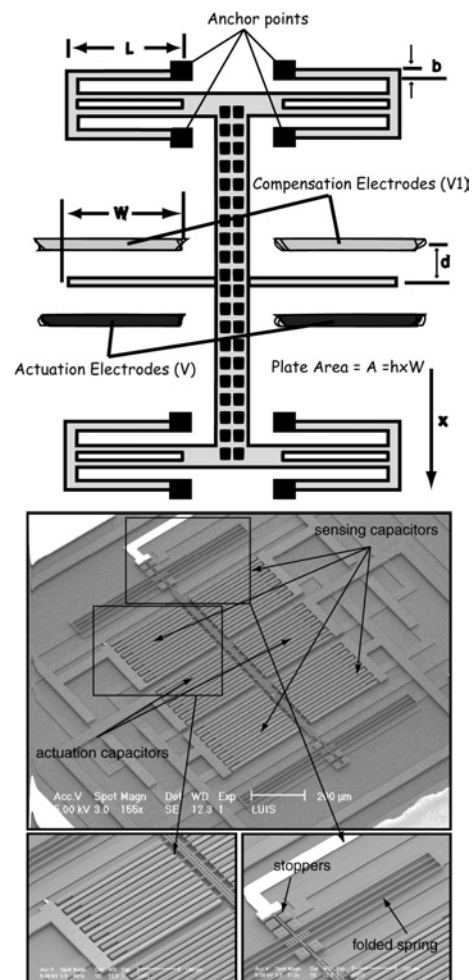 Anchor points
L
b
W
Compensation Electrodes (V1)
d
Actuation Electrodes (V)
Plate Area = A =hxW
x
sensing capacitors
actuation capacitors
Acc.V Spot Magn Det WD Exp
5.00 kV 3.0 155x SE 12.3 1 LUIS
200 µm
stoppers
folded spring